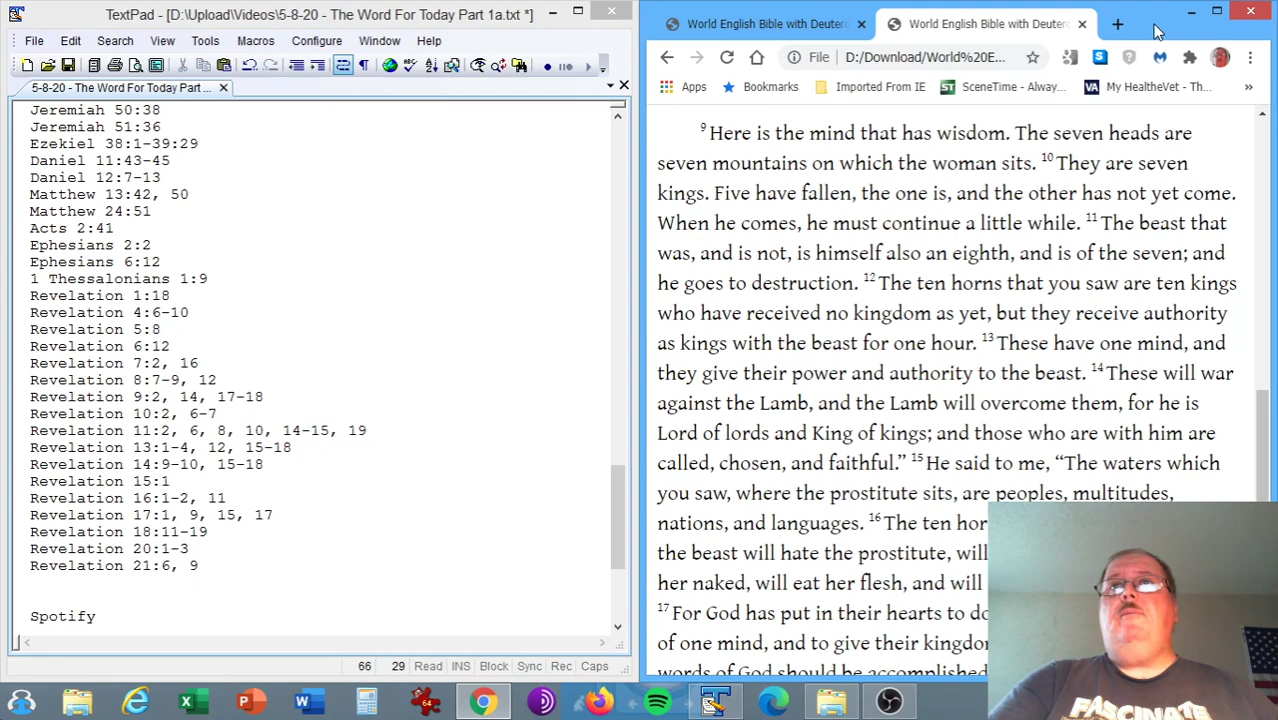 TextPad - [D:\Upload\Videos\5-8-20 - The Word For Today Part 1a.txt *]
File Edit Search View Tools Macros Configure Window Help
5-8-20 - The Word For Today Part ...
Jeremiah 50:38
Jeremiah 51:36
Ezekiel 38:1-39:29
Daniel 11:43-45
Daniel 12:7-13
Matthew 13:42, 50
Matthew 24:51
Acts 2:41
Ephesians 2:2
Ephesians 6:12
1 Thessalonians 1:9
Revelation 1:18
Revelation 4:6-10
Revelation 5:8
Revelation 6:12
Revelation 7:2, 16
Revelation 8:7-9, 12
Revelation 9:2, 14, 17-18
Revelation 10:2, 6-7
Revelation 11:2, 6, 8, 10, 14-15, 19
Revelation 13:1-4, 12, 15-18
Revelation 14:9-10, 15-18
Revelation 15:1
Revelation 16:1-2, 11
Revelation 17:1, 9, 15, 17
Revelation 18:11-19
Revelation 20:1-3
Revelation 21:6, 9
Spotify
66 29 Read INS Block Sync Rec Caps
World English Bible with Deutero World English Bible with Deutero
File D:/Download/World%20E...
Apps Bookmarks Imported From IE ST SceneTime - Alway... VA My HealtheVet - Th... »
9 Here is the mind that has wisdom. The seven heads are
seven mountains on which the woman sits. 10 They are seven
kings. Five have fallen, the one is, and the other has not yet come.
When he comes, he must continue a little while. 11 The beast that
was, and is not, is himself also an eighth, and is of the seven; and
he goes to destruction. 12 The ten horns that you saw are ten kings
who have received no kingdom as yet, but they receive authority
as kings with the beast for one hour. 13 These have one mind, and
they give their power and authority to the beast. 14 These will war
against the Lamb, and the Lamb will overcome them, for he is
Lord of lords and King of kings; and those who are with him are
called, chosen, and faithful.” 15 He said to me, “The waters which
you saw, where the prostitute sits, are peoples, multitudes,
nations, and languages. 16 The ten hor
the beast will hate the prostitute, wil
her naked, will eat her flesh, and will
17 For God has put in their hearts to do
of one mind, and to give their kingdom
words of God should be accomplished
FASCINATE
64